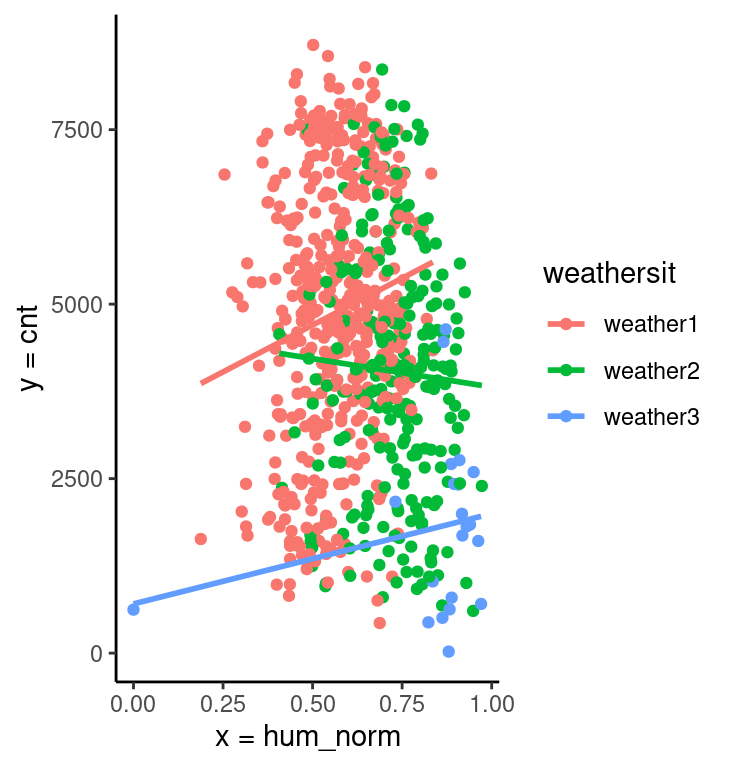 7500
5000
2500
0
y = cnt
0.00 0.25 0.50 0.75 1.00
x = hum_norm
weathersit
weather1
weather2
weather3